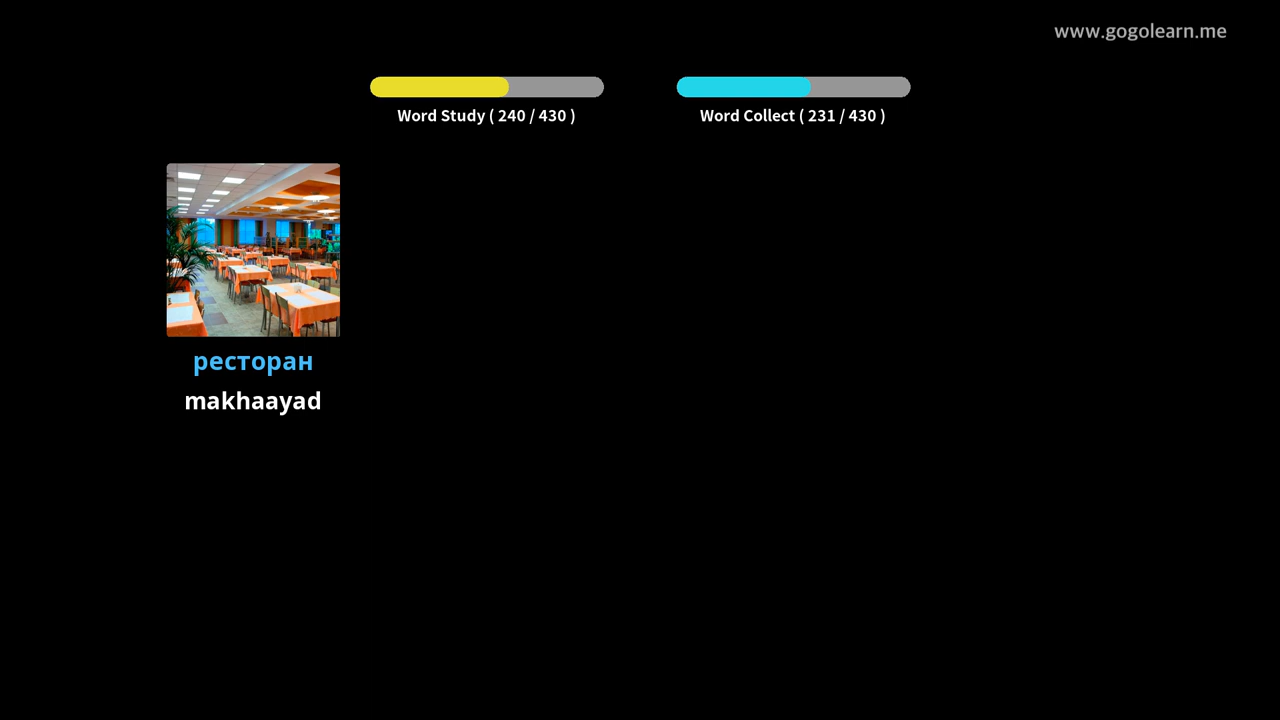 www.gogolearn.me
Word Study ( 240 / 430 )
Word Collect ( 231 / 430 )
ресторан
makhaayad